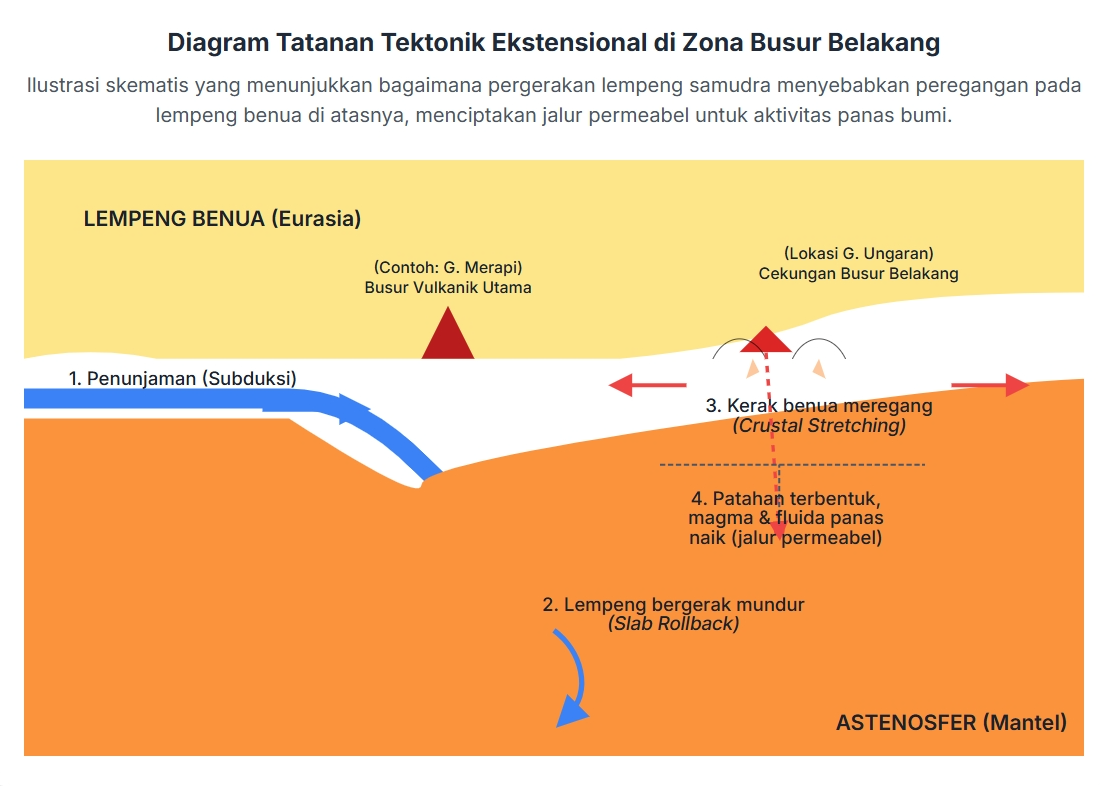 Diagram Tatanan Tektonik Ekstensional di Zona Busur Belakang
Ilustrasi skematis yang menunjukkan bagaimana pergerakan lempeng samudra menyebabkan peregangan pada
lempeng benua di atasnya, menciptakan jalur permeabel untuk aktivitas panas bumi.
LEMPENG BENUA (Eurasia)
(Contoh: G. Merapi)
Busur Vulkanik Utama
(Lokasi G. Ungaran)
Cekungan Busur Belakang
1. Penunjaman (Subduksi)
3. Kerak benua meregang
(Crustal Stretching)
4. Patahan terbentuk,
magma & fluida panas
naik (jalur permeabel)
2. Lempeng bergerak mundur
(Slab Rollback)
ASTENOSFER (Mantel)